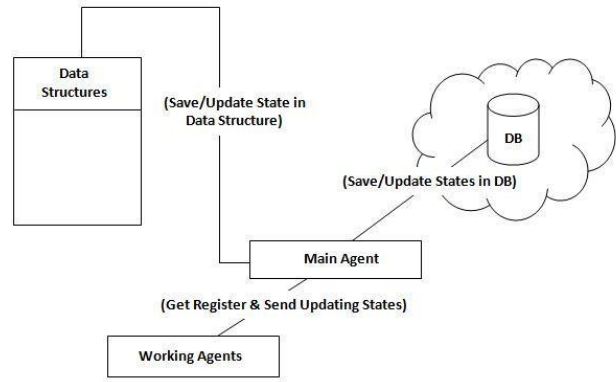 Data
Structures
(Save/Update State in
Data Structure)
DB
(Save/Update States in DB)
Main Agent
(Get Register & Send Updating States)
Working Agents